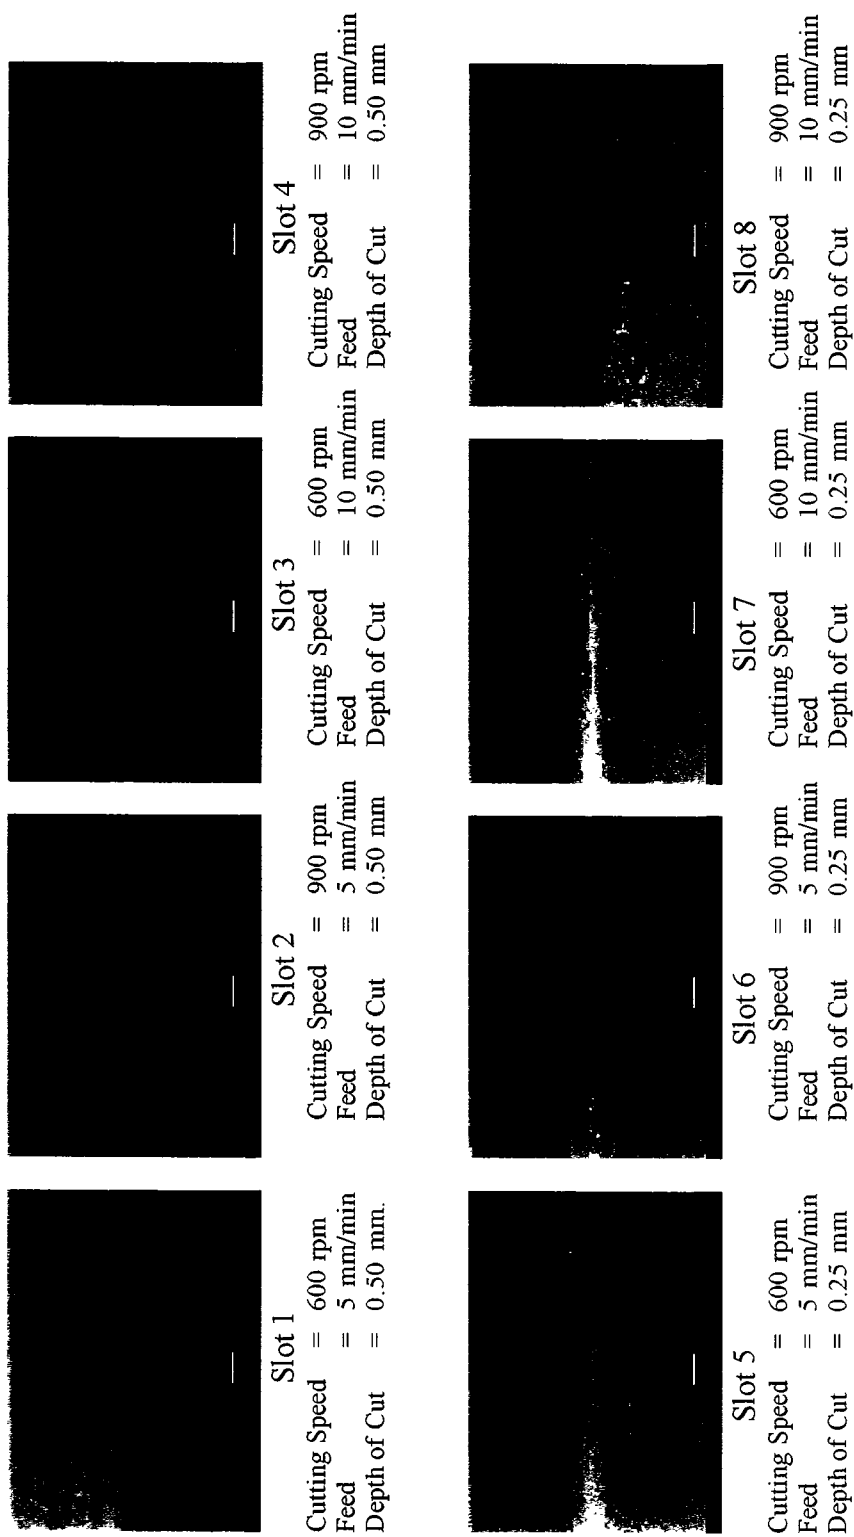 Slot 1
Cutting Speed = 600 rpm
Feed = 5 mm/min
Depth of Cut = 0.50 mm.
Slot 2
Cutting Speed = 900 rpm
Feed = 5 mm/min
Depth of Cut = 0.50 mm
Slot 3
Cutting Speed = 600 rpm
Feed = 10 mm/min
Depth of Cut = 0.50 mm
Slot 4
Cutting Speed = 900 rpm
Feed = 10 mm/min
Depth of Cut = 0.50 mm
Slot 5
Cutting Speed = 600 rpm
Feed = 5 mm/min
Depth of Cut = 0.25 mm
Slot 6
Cutting Speed = 900 rpm
Feed = 5 mm/min
Depth of Cut = 0.25 mm
Slot 7
Cutting Speed = 600 rpm
Feed = 10 mm/min
Depth of Cut = 0.25 mm
Slot 8
Cutting Speed = 900 rpm
Feed = 10 mm/min
Depth of Cut = 0.25 mm